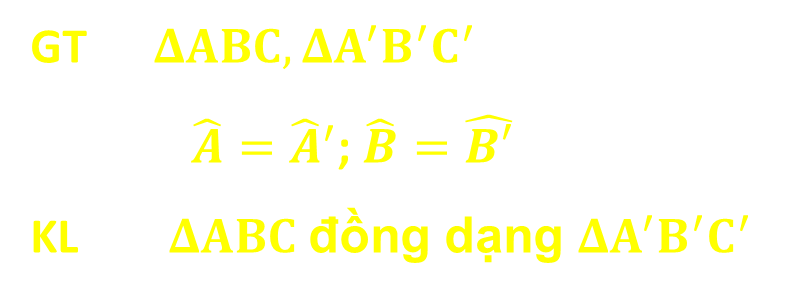 GT ΔABC, ΔA′B′C′
Â = Â′; B̂ = B̂′
KL ΔABC đồng dạng ΔA′B′C′